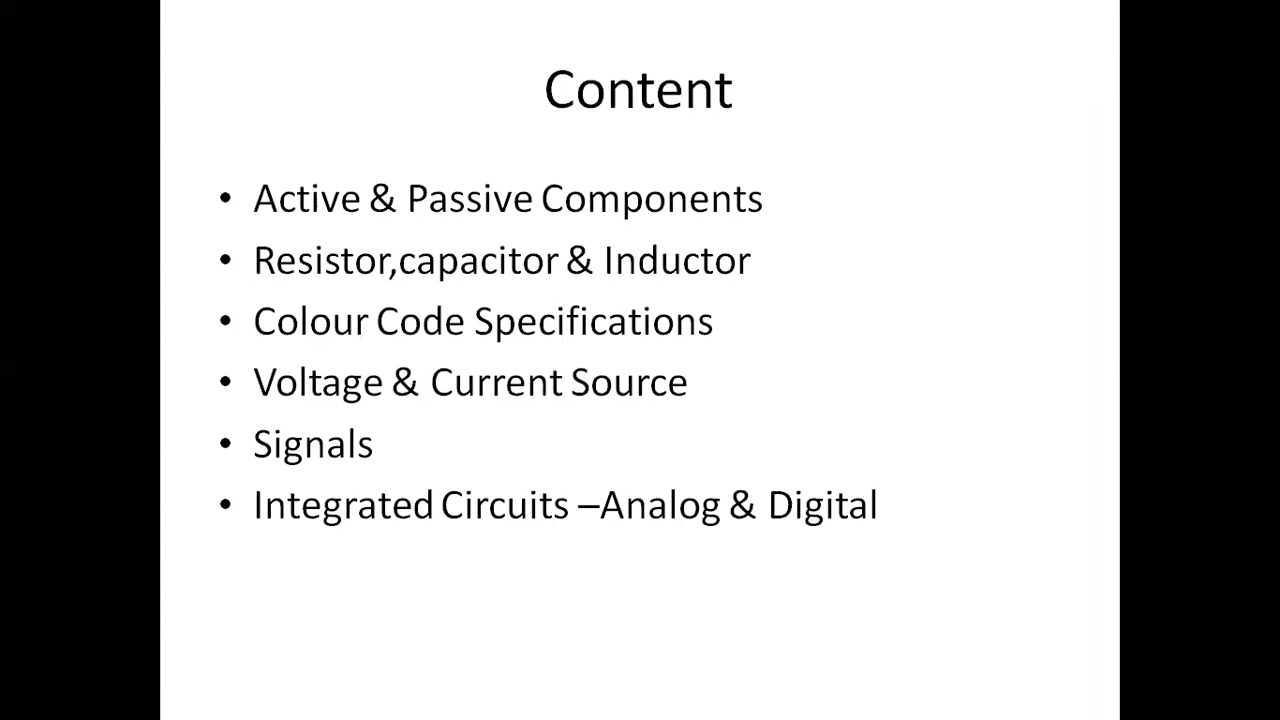 Content
• Active & Passive Components
• Resistor,capacitor & Inductor
• Colour Code Specifications
• Voltage & Current Source
• Signals
• Integrated Circuits –Analog & Digital